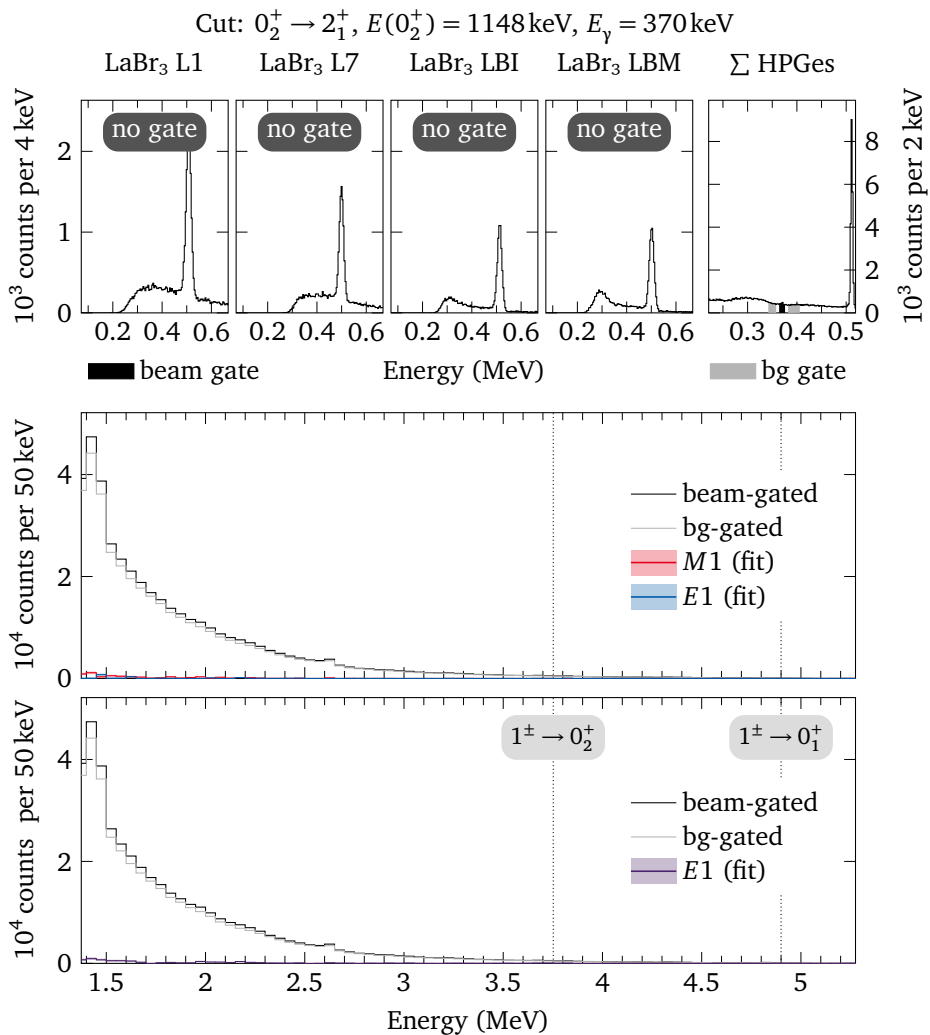 Cut: 0₂⁺ → 2₁⁺, E(0₂⁺) = 1148 keV, E_γ = 370 keV
LaBr₃ L1 LaBr₃ L7 LaBr₃ LBI LaBr₃ LBM ∑ HPGes
10³ counts per 4 keV
no gate no gate no gate no gate
2
1
0
8
6
4
2
0
10³ counts per 2 keV
0.2 0.4 0.6 0.2 0.4 0.6 0.2 0.4 0.6 0.2 0.4 0.6 0.3 0.4 0.5
beam gate Energy (MeV) bg gate
10⁴ counts per 50 keV
4
2
0
beam-gated
bg-gated
M1 (fit)
E1 (fit)
10⁴ counts per 50 keV
4
2
0
1± → 0₂⁺ 1± → 0₁⁺
beam-gated
bg-gated
E1 (fit)
1.5 2 2.5 3 3.5 4 4.5 5
Energy (MeV)